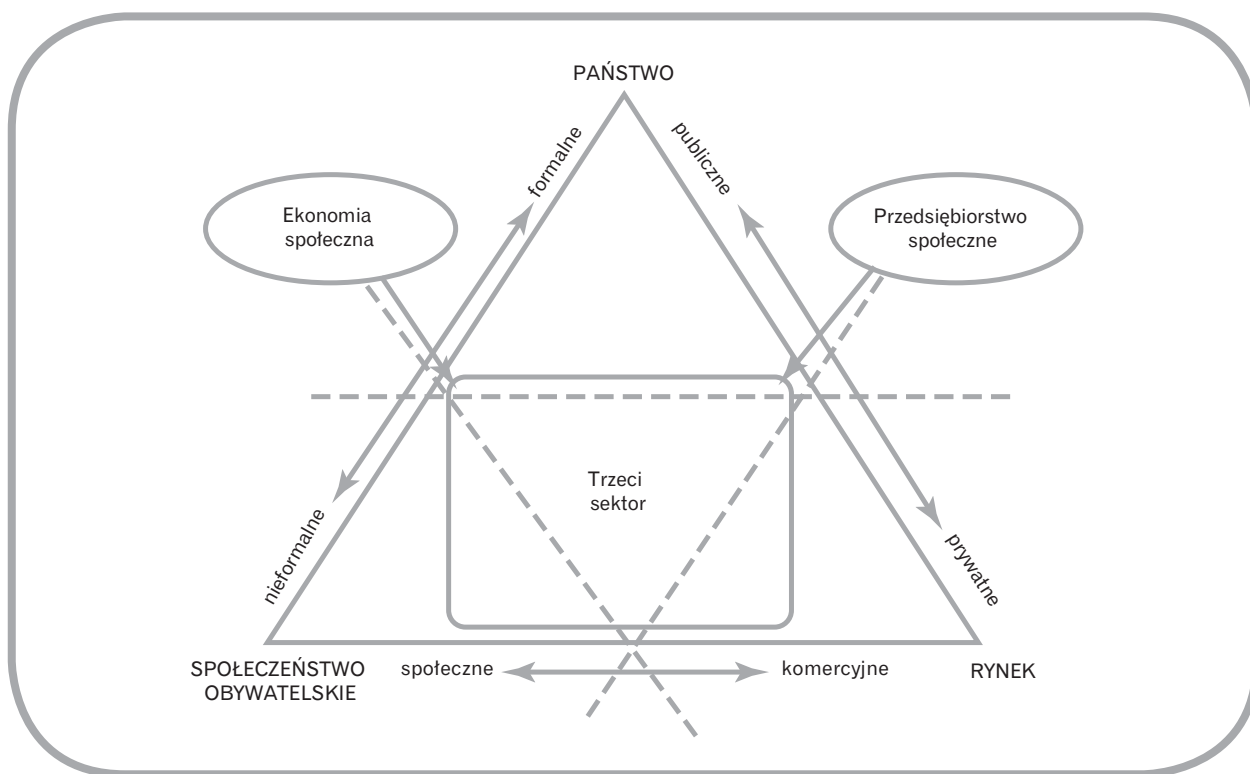 PAŃSTWO
formalne
publiczne
Ekonomia
społeczna
Przedsiębiorstwo
społeczne
Trzeci
sektor
nieformalne
prywatne
SPOŁECZEŃSTWO
OBYWATELSKIE
społeczne
komercyjne
RYNEK